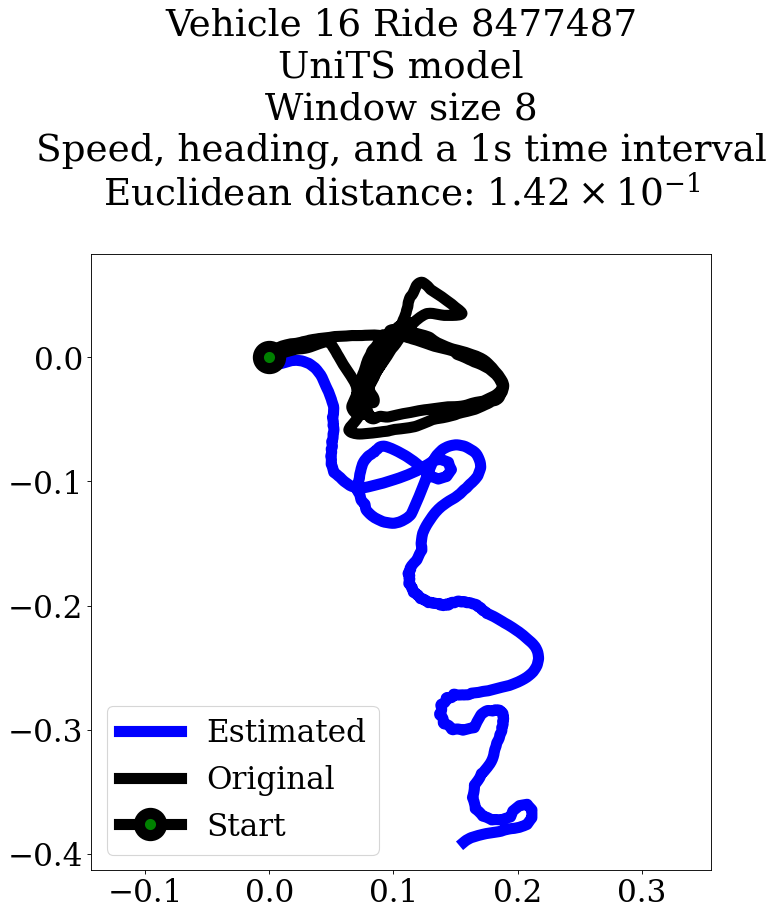 Vehicle 16 Ride 8477487
UniTS model
Window size 8
Speed, heading, and a 1s time interval
Euclidean distance: 1.42 × 10⁻¹
0.0
−0.1
−0.2
−0.3
−0.4
Estimated
Original
Start
−0.1 0.0 0.1 0.2 0.3